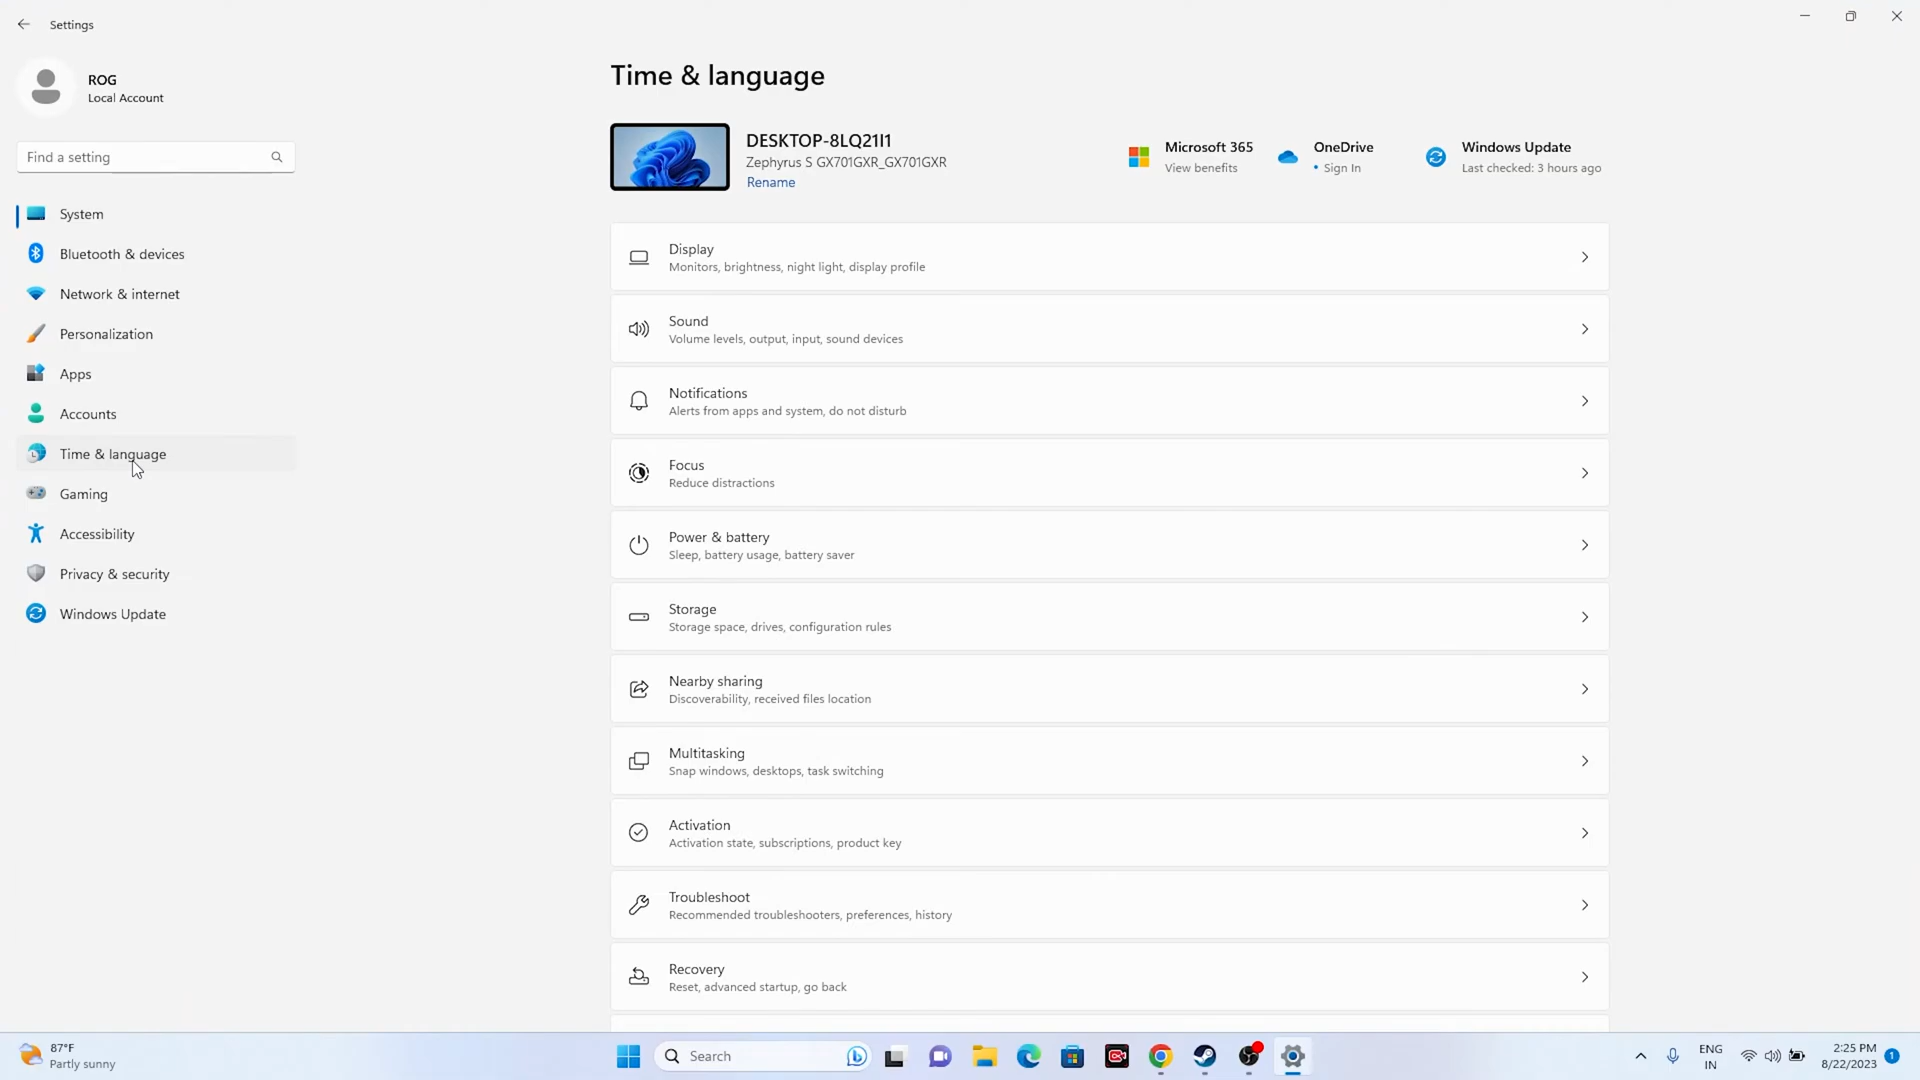 Settings
ROG
Local Account
Find a setting
System
Bluetooth & devices
Network & internet
Personalization
Apps
Accounts
Time & language
Gaming
Accessibility
Privacy & security
Windows Update
Time & language
DESKTOP-8LQ21I1
Zephyrus S GX701GXR_GX701GXR
Rename
Microsoft 365
View benefits
OneDrive
• Sign In
Windows Update
Last checked: 3 hours ago
Display
Monitors, brightness, night light, display profile
Sound
Volume levels, output, input, sound devices
Notifications
Alerts from apps and system, do not disturb
Focus
Reduce distractions
Power & battery
Sleep, battery usage, battery saver
Storage
Storage space, drives, configuration rules
Nearby sharing
Discoverability, received files location
Multitasking
Snap windows, desktops, task switching
Activation
Activation state, subscriptions, product key
Troubleshoot
Recommended troubleshooters, preferences, history
Recovery
Reset, advanced startup, go back
87°F
Partly sunny
Search
ENG
IN
2:25 PM
8/22/2023
1